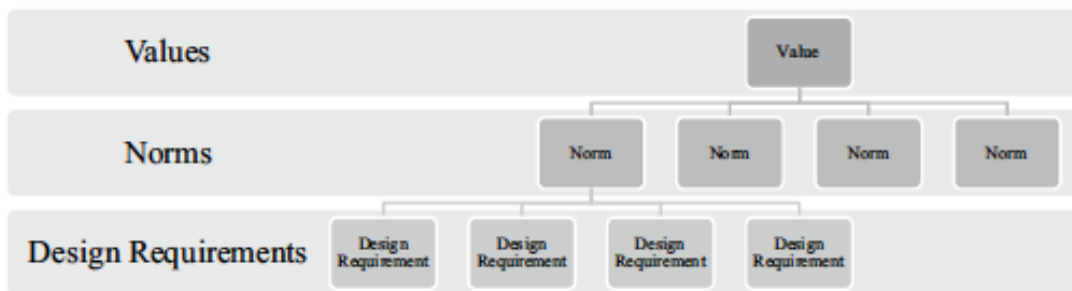 Values
Value
Norms
Norm
Norm
Norm
Norm
Design Requirements
Design
Requirement
Design
Requirement
Design
Requirement
Design
Requirement